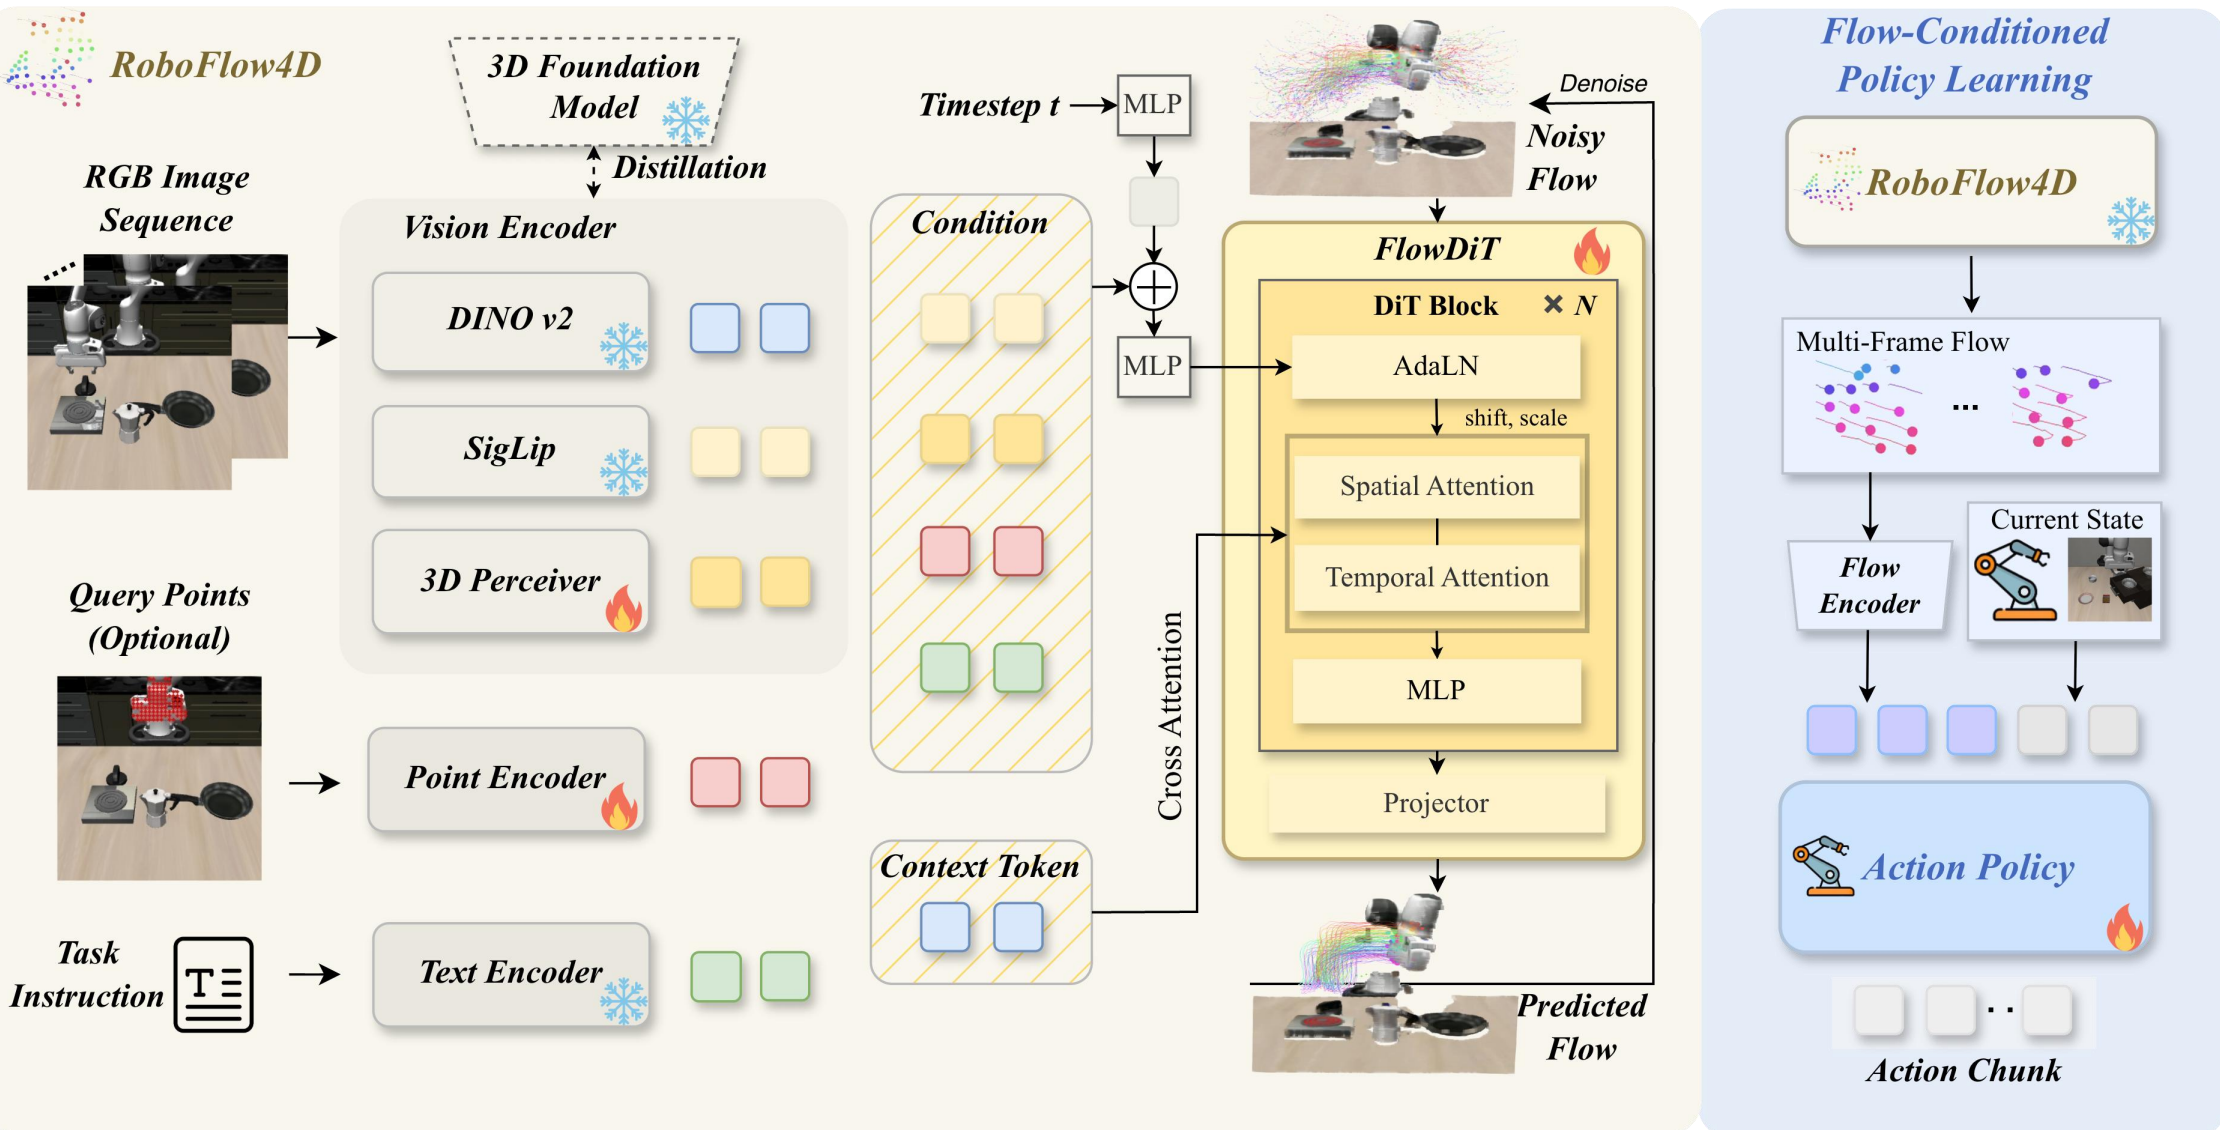 RoboFlow4D
3D Foundation
Model
Distillation
RGB Image
Sequence
Vision Encoder
DINO v2
SigLip
3D Perceiver
Query Points
(Optional)
Point Encoder
Task
Instruction
T
Text Encoder
Timestep t
MLP
Condition
MLP
Context Token
Cross Attention
Denoise
Noisy
Flow
FlowDiT
DiT Block × N
AdaLN
shift, scale
Spatial Attention
Temporal Attention
MLP
Projector
Predicted
Flow
Flow-Conditioned
Policy Learning
RoboFlow4D
Multi-Frame Flow
...
Current State
Flow
Encoder
Action Policy
Action Chunk